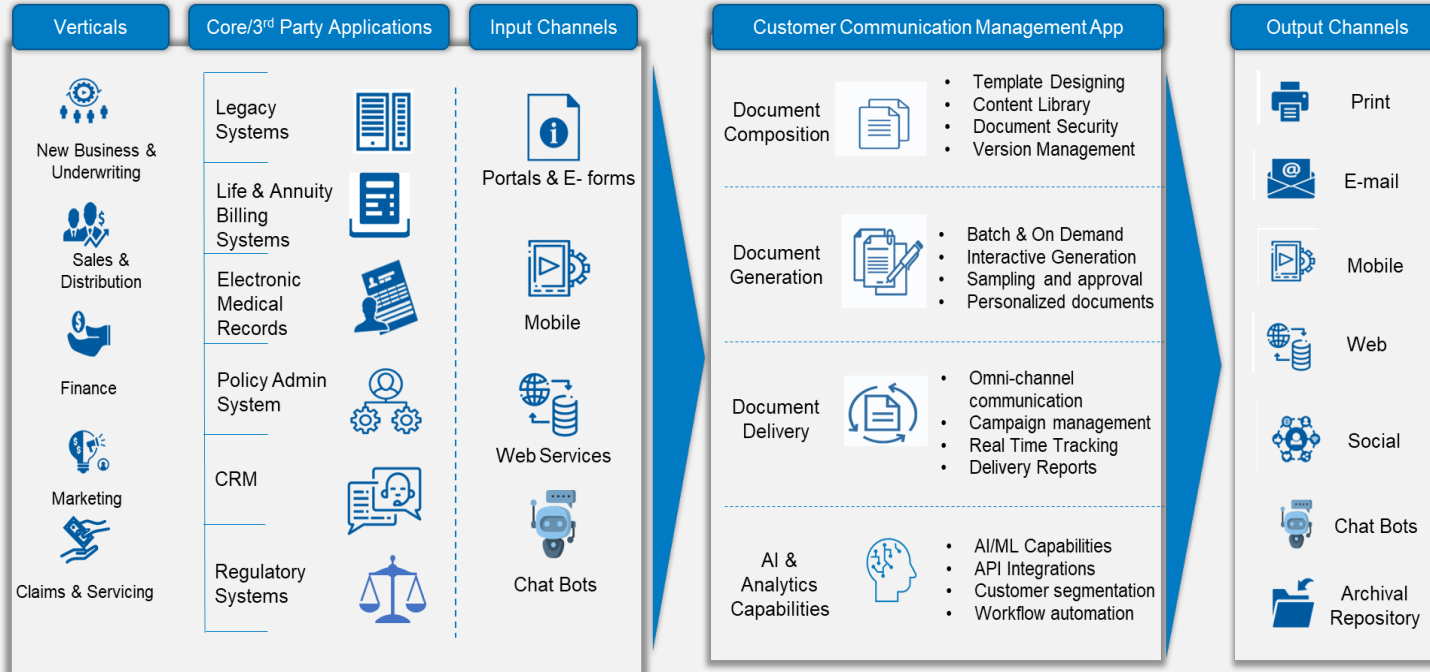 Verticals
Core/3rd Party Applications
Input Channels
Customer Communication Management App
Output Channels
New Business &
Underwriting
Sales &
Distribution
Finance
Marketing
Claims & Servicing
Legacy
Systems
Life & Annuity
Billing
Systems
Electronic
Medical
Records
Policy Admin
System
CRM
Regulatory
Systems
Portals & E- forms
Mobile
Web Services
Chat Bots
Document
Composition
• Template Designing
• Content Library
• Document Security
• Version Management
Document
Generation
• Batch & On Demand
• Interactive Generation
• Sampling and approval
• Personalized documents
Document
Delivery
• Omni-channel
communication
• Campaign management
• Real Time Tracking
• Delivery Reports
AI &
Analytics
Capabilities
• AI/ML Capabilities
• API Integrations
• Customer segmentation
• Workflow automation
Print
E-mail
Mobile
Web
Social
Chat Bots
Archival
Repository